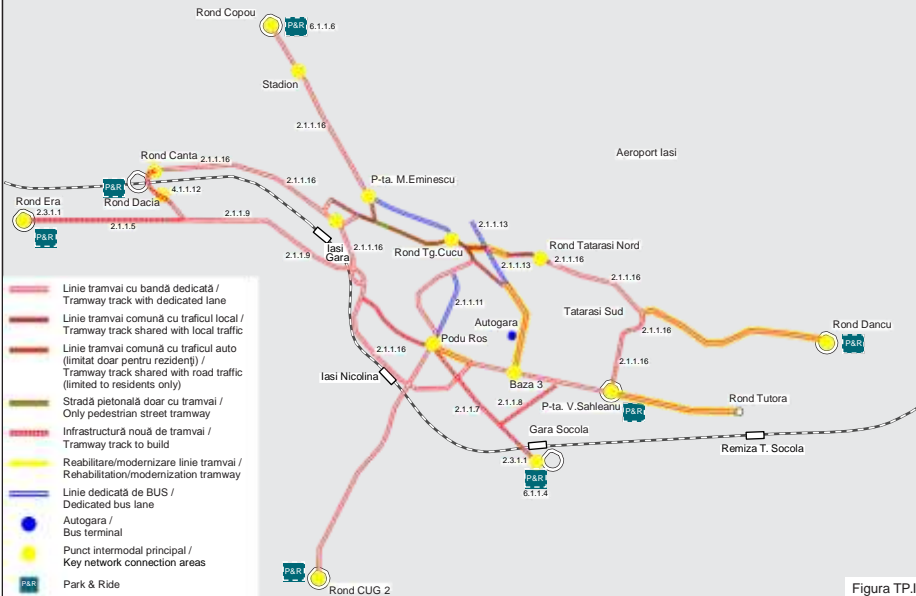 Rond Copou
P&R
6.1.1.6
Stadion
2.1.1.16
Aeroport Iasi
Rond Canta
2.1.1.16
P&R
2.1.1.16
P-ta. M.Eminescu
4.1.1.12
Rond Dacia
Rond Era
2.3.1.1
P&R
2.1.1.5
2.1.1.9
2.1.1.9
Iasi
Gara
2.1.1.16
2.1.1.13
Rond Tg.Cucu
2.1.1.13
Rond Tatarasi Nord
2.1.1.16
2.1.1.16
2.1.1.11
Autogara
Tatarasi Sud
2.1.1.16
Rond Dancu
P&R
Podu Ros
2.1.1.16
2.1.1.16
Iasi Nicolina
Baza 3
2.1.1.7
2.1.1.8
P-ta. V.Sahleanu
P&R
Rond Tutora
Gara Socola
Remiza T. Socola
2.3.1.1
P&R
6.1.1.4
P&R
Rond CUG 2
Linie tramvai cu bandă dedicată /
Tramway track with dedicated lane
Linie tramvai comună cu traficul local /
Tramway track shared with local traffic
Linie tramvai comună cu traficul auto
(limitat doar pentru rezidenți) /
Tramway track shared with road traffic
(limited to residents only)
Stradă pietonală doar cu tramvai /
Only pedestrian street tramway
Infrastructură nouă de tramvai /
Tramway track to build
Reabilitare/modernizare linie tramvai /
Rehabilitation/modernization tramway
Linie dedicată de BUS /
Dedicated bus lane
Autogara /
Bus terminal
Punct intermodal principal /
Key network connection areas
P&R
Park & Ride
Figura TP.I